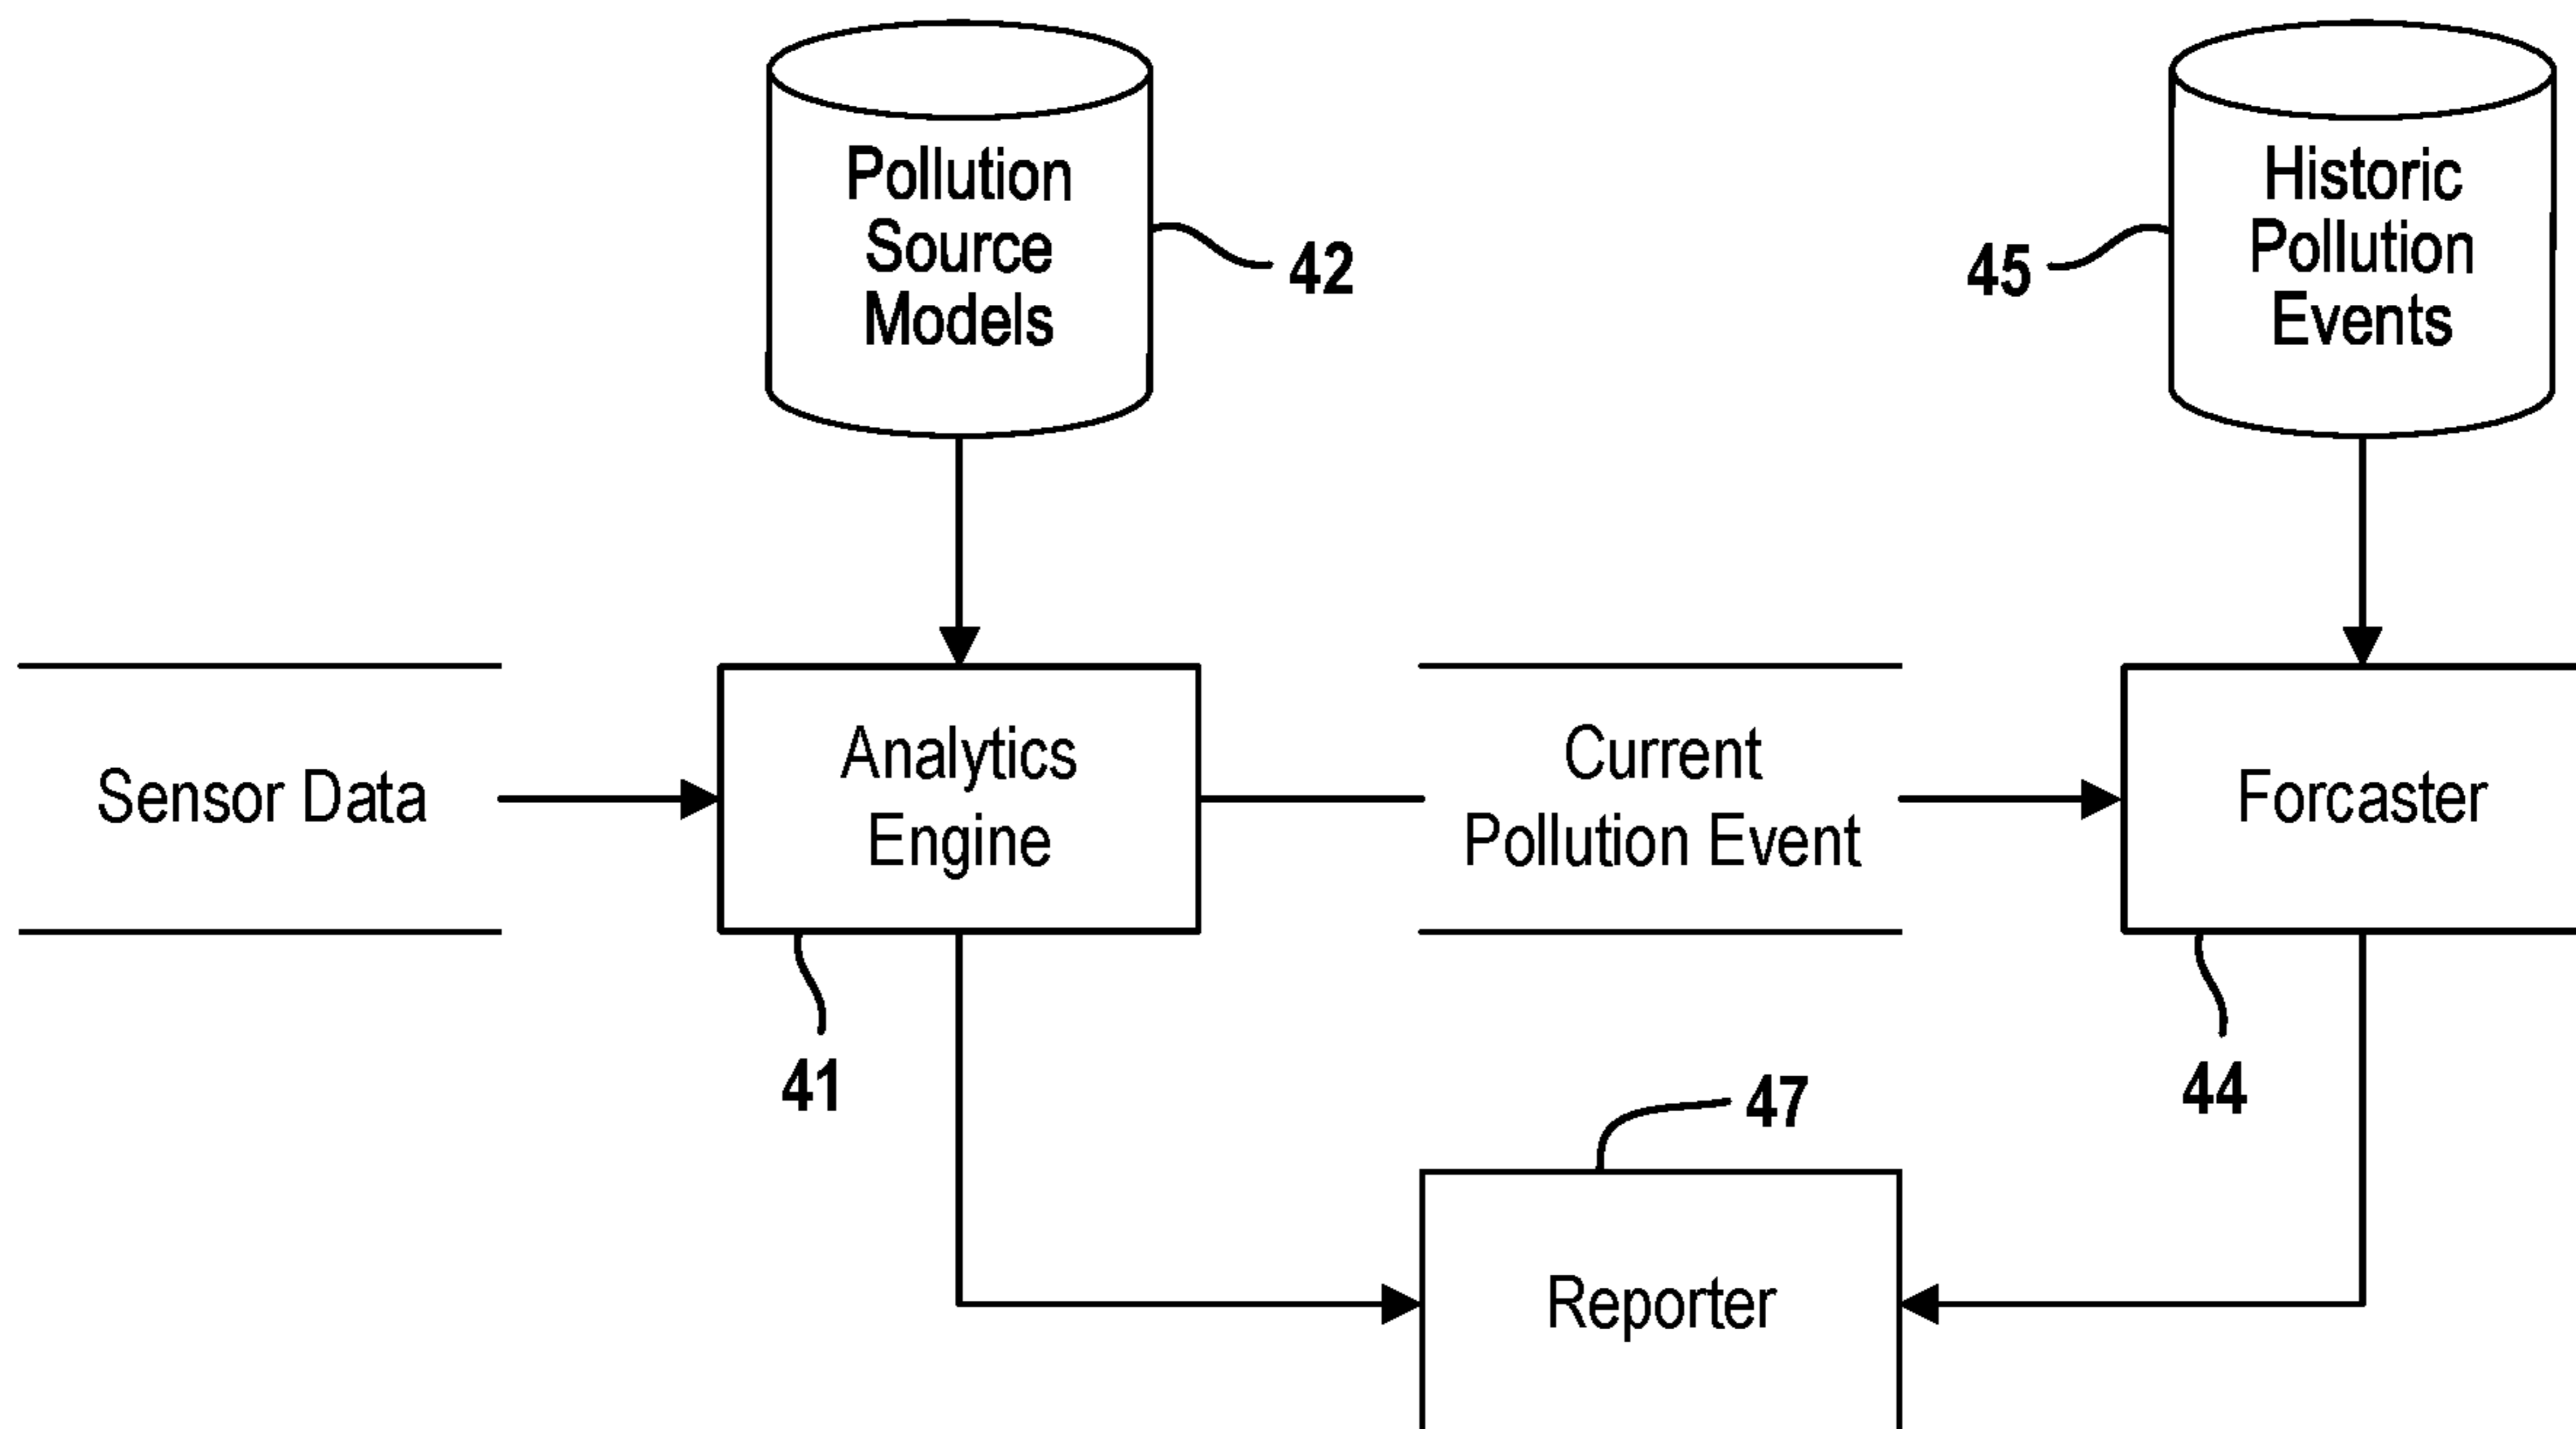 Pollution
Source
Models
42
45
Historic
Pollution
Events
Sensor Data
Analytics
Engine
Current
Pollution Event
Forcaster
41
47
44
Reporter